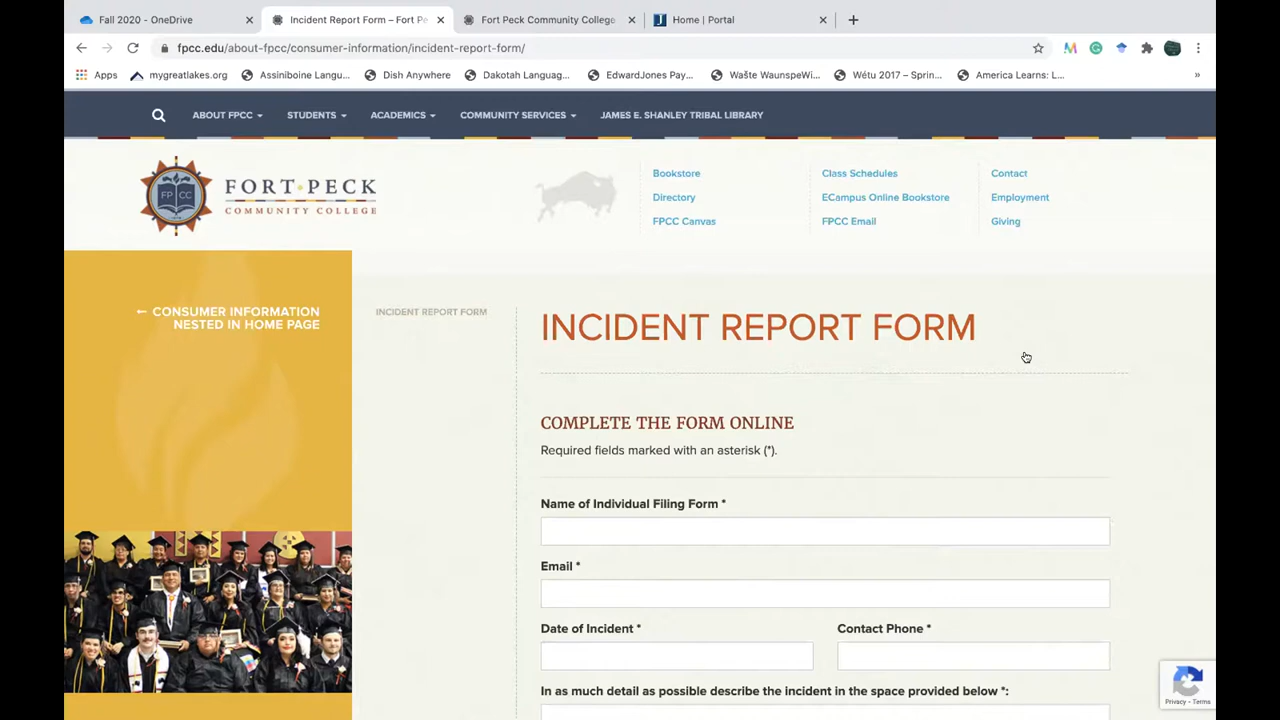 Fall 2020 - OneDrive
Incident Report Form – Fort Pe
Fort Peck Community College
Home | Portal
fpcc.edu/about-fpcc/consumer-information/incident-report-form/
Apps mygreatlakes.org Assiniboine Langu... Dish Anywhere Dakotah Languag... EdwardJones Pay... Wašte WaunspeWi... Wétu 2017 – Sprin... America Learns: L... »
ABOUT FPCC STUDENTS ACADEMICS COMMUNITY SERVICES JAMES E. SHANLEY TRIBAL LIBRARY
FP CC
FORT · PECK
COMMUNITY COLLEGE
Bookstore Class Schedules Contact
Directory ECampus Online Bookstore Employment
FPCC Canvas FPCC Email Giving
← CONSUMER INFORMATION
NESTED IN HOME PAGE
INCIDENT REPORT FORM
INCIDENT REPORT FORM
COMPLETE THE FORM ONLINE
Required fields marked with an asterisk (*).
Name of Individual Filing Form *
Email *
Date of Incident * Contact Phone *
In as much detail as possible describe the incident in the space provided below *:
Privacy - Terms